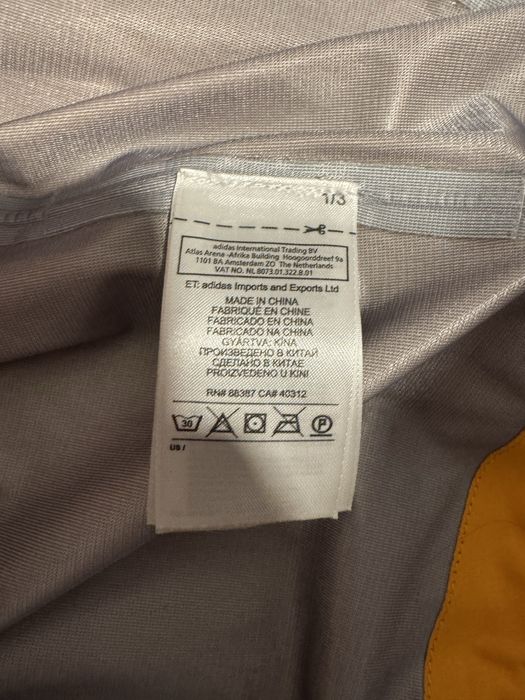 1/3
adidas International Trading BV
Atlas Arena -Afrika Building Hoogoorddreef 9a
1101 BA Amsterdam ZO The Netherlands
VAT NO. NL 8073.01.322.B.01
ET: adidas Imports and Exports Ltd
MADE IN CHINA
FABRIQUÉ EN CHINE
FABRICADO EN CHINA
FABRICADO NA CHINA
GYÁRTVA: KÍNA
ПРОИЗВЕДЕНО В КИТАЙ
СДЕЛАНО В КИТАЕ
PROIZVEDENO U KINI
RN# 88387 CA# 40312
30 P
US /